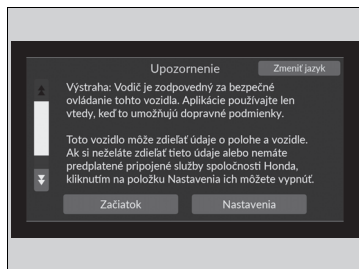 Upozornenie
Zmeniť jazyk
Výstraha: Vodič je zodpovedný za bezpečné
ovládanie tohto vozidla. Aplikácie používajte len
vtedy, keď to umožňujú dopravné podmienky.
Toto vozidlo môže zdieľať údaje o polohe a vozidle.
Ak si neželáte zdieľať tieto údaje alebo nemáte
predplatené pripojené služby spoločnosti Honda,
kliknutím na položku Nastavenia ich môžete vypnúť.
Začiatok
Nastavenia